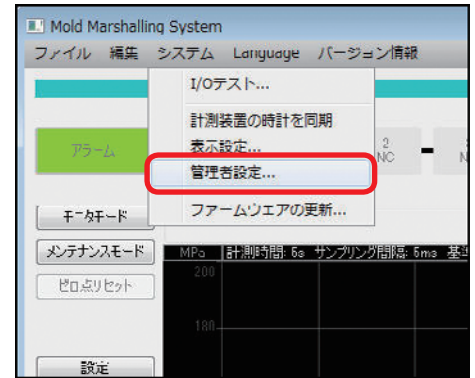 Mold Marshalling System
ファイル 編集 システム Language バージョン情報
I/Oテスト...
計測装置の時計を同期
表示設定...
管理者設定...
ファームウエアの更新...
アラーム
2
NC
モータモード
メンテナンスモード
ピロ点リセット
設定
MPa 計測時間: 6s サンプリング間隔: 6ms 基準
200
180